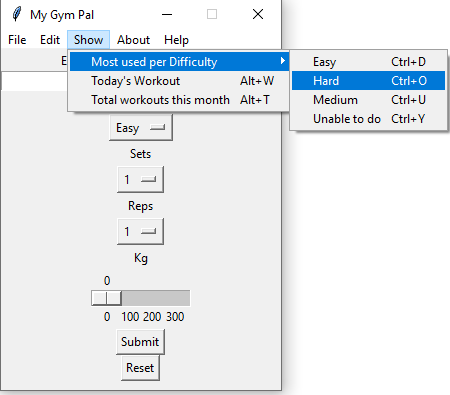 My Gym Pal
File Edit Show About Help
Most used per Difficulty
Today's Workout Alt+W
Total workouts this month Alt+T
Easy Ctrl+D
Hard Ctrl+O
Medium Ctrl+U
Unable to do Ctrl+Y
Easy
Sets
1
Reps
1
Kg
0
0 100 200 300
Submit
Reset